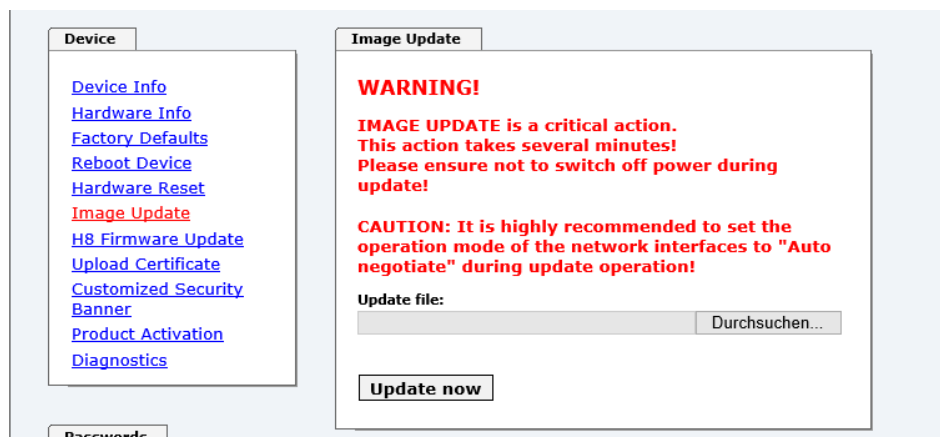 Device
Device Info
Hardware Info
Factory Defaults
Reboot Device
Hardware Reset
Image Update
H8 Firmware Update
Upload Certificate
Customized Security
Banner
Product Activation
Diagnostics
Passwords
Image Update
WARNING!
IMAGE UPDATE is a critical action.
This action takes several minutes!
Please ensure not to switch off power during
update!
CAUTION: It is highly recommended to set the
operation mode of the network interfaces to "Auto
negotiate" during update operation!
Update file:
Durchsuchen...
Update now